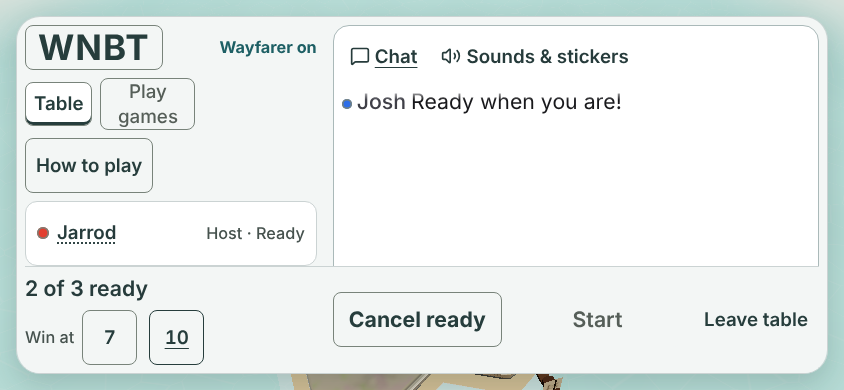 WNBT
Wayfarer on
Table
Play
games
How to play
Jarrod
Host · Ready
Chat
Sounds & stickers
Josh Ready when you are!
2 of 3 ready
Win at
7
10
Cancel ready
Start
Leave table